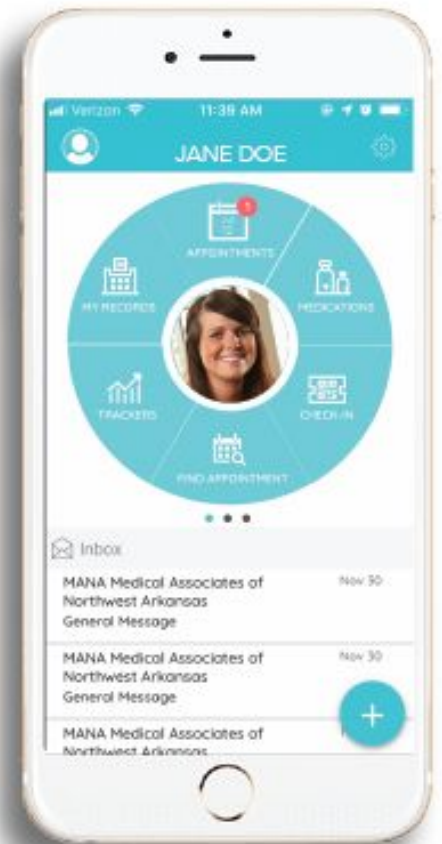 Verizon 11:39 AM
JANE DOE
APPOINTMENTS
MY RECORDS
MEDICATIONS
TRACKERS
CHECK-IN
FIND APPOINTMENT
Inbox
MANA Medical Associates of Nov 30
Northwest Arkansas
General Message
MANA Medical Associates of Nov 30
Northwest Arkansas
General Message
+
MANA Medical Associates of
Northwest Arkansas